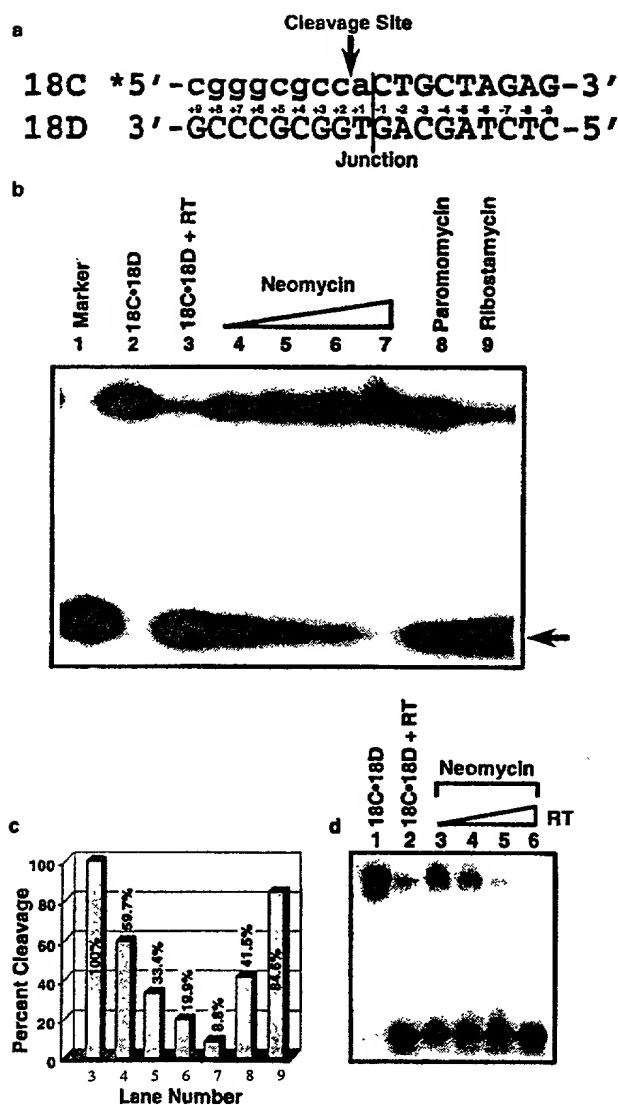 a
Cleavage Site
18C *5'-cgggcgccaCTGCTAGAG-3'
+9 +8 +7 +6 +5 +4 +3 +2 +1 -1 -2 -3 -4 -5 -6 -7 -8 -9
18D 3'-GCCCGCGGTGACGATCTC-5'
Junction
b
Marker
18C•18D
18C•18D + RT
Neomycin
Paromomycin
Ribostamycin
1 2 3 4 5 6 7 8 9
c
Percent Cleavage
100
80
60
40
20
0
100%
59.7%
33.4%
19.9%
8.8%
41.5%
84.6%
3 4 5 6 7 8 9
Lane Number
d
18C•18D
18C•18D + RT
Neomycin
RT
1 2 3 4 5 6